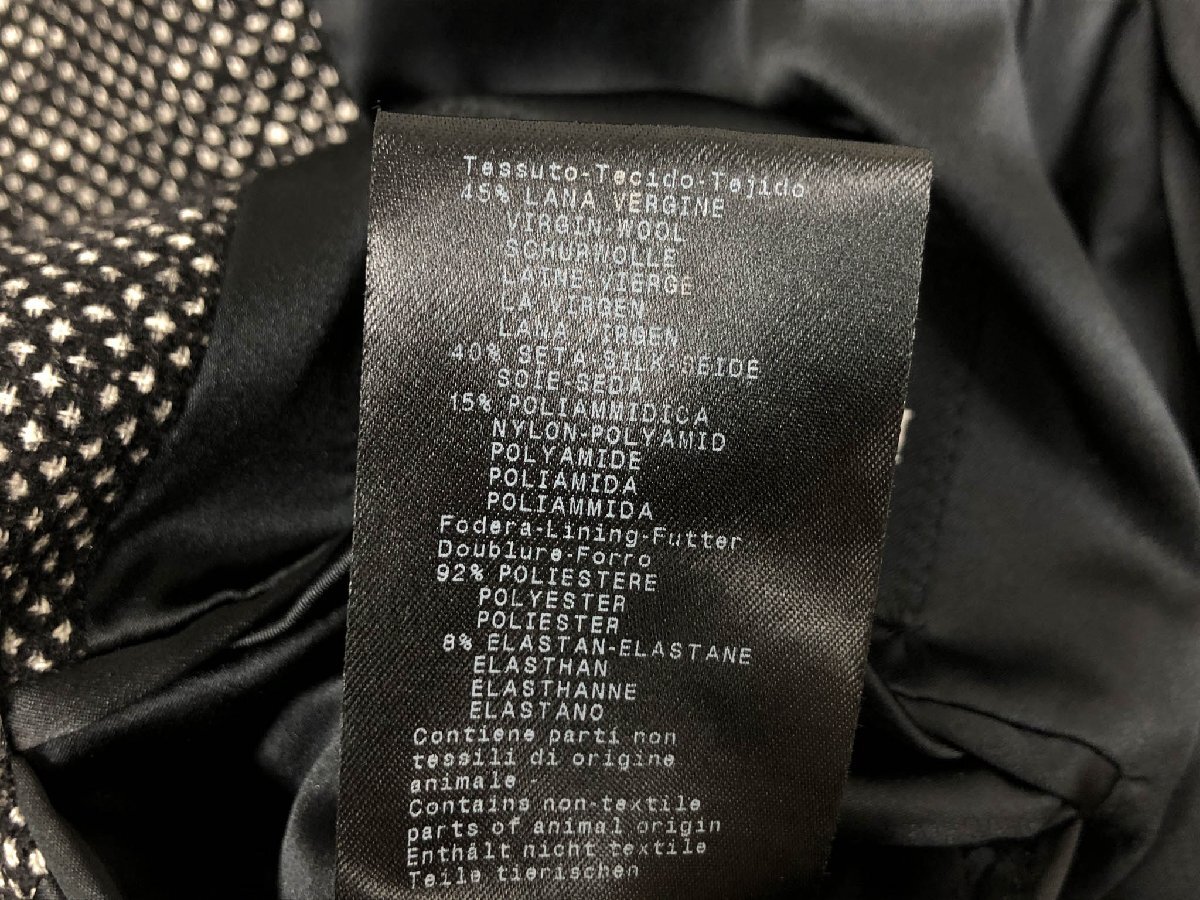 Tessuto-Tecido-Tejido
45% LANA VERGINE
VIRGIN-WOOL
SCHURWOLLE
LAINE VIERGE
LA VIRGEN
LANA VIRGEN
40% SETA-SILK-SEIDE
SOIE-SEDA
15% POLIAMMIDICA
NYLON-POLYAMID
POLYAMIDE
POLIAMIDA
POLIAMMIDA
Fodera-Lining-Futter
Doublure-Forro
92% POLIESTERE
POLYESTER
POLIESTER
8% ELASTAN-ELASTANE
ELASTHAN
ELASTHANNE
ELASTANO
Contiene parti non
tessili di origine
animale -
Contains non-textile
parts of animal origin
Enthält nicht textile
Teile tierischen